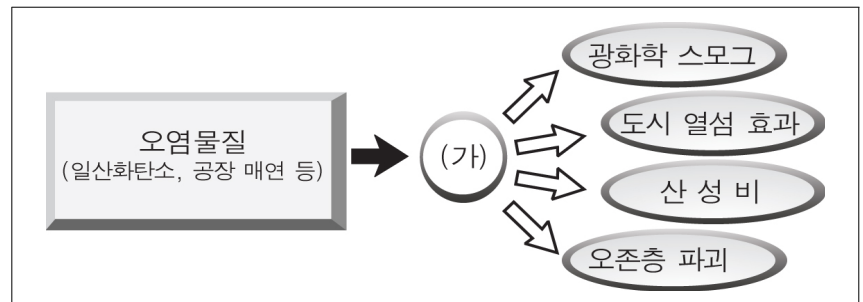 오염물질
(일산화탄소, 공장 매연 등)
(가)
광화학 스모그
도시 열섬 효과
산 성 비
오존층 파괴